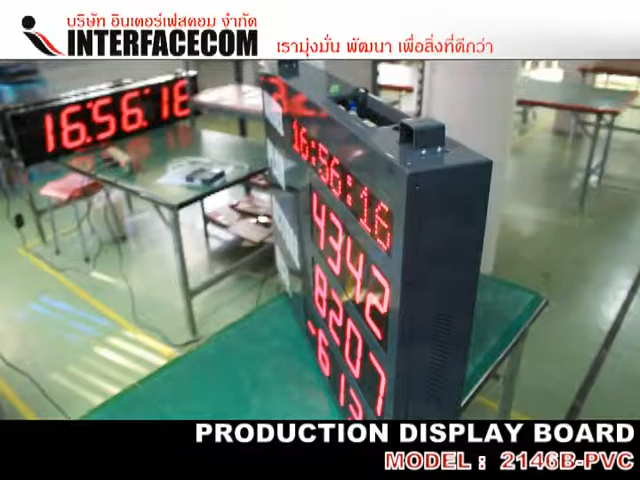 บริษัท อินเตอร์เฟสคอม จำกัด
INTERFACECOM
เรามุ่งมั่น พัฒนา เพื่อสิ่งที่ดีกว่า
16:56:18
16:56:16
4342
8207
PRODUCTION DISPLAY BOARD
MODEL : 2146B-PVC